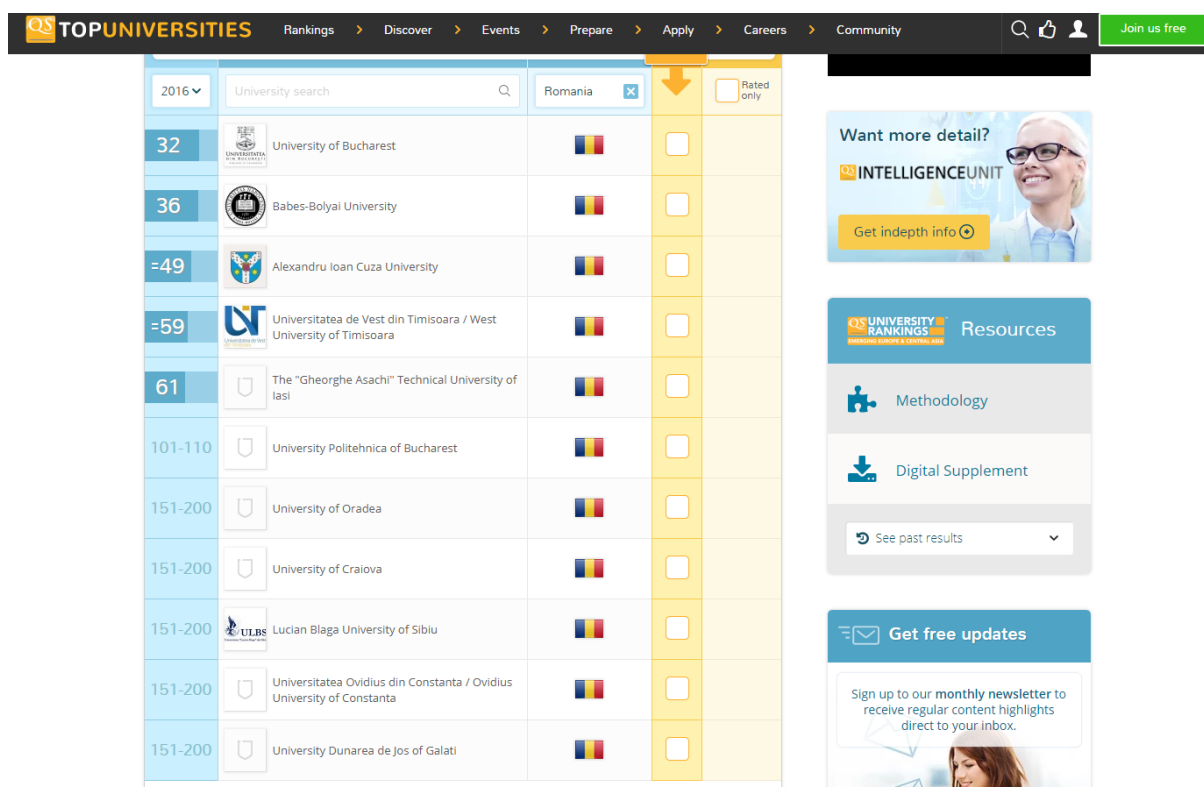 QS TOPUNIVERSITIES
Rankings > Discover > Events > Prepare > Apply > Careers > Community
Join us free
2016
University search
Romania
Rated only
32
UNIVERSITATEA
DIN BUCUREȘTI
University of Bucharest
36
Babes-Bolyai University
=49
Alexandru Ioan Cuza University
=59
Universitatea de Vest din Timisoara / West
University of Timisoara
61
The "Gheorghe Asachi" Technical University of
Iasi
101-110
University Politehnica of Bucharest
151-200
University of Oradea
151-200
University of Craiova
151-200
ULBS
Lucian Blaga University of Sibiu
151-200
Universitatea Ovidius din Constanta / Ovidius
University of Constanta
151-200
University Dunarea de Jos of Galati
Want more detail?
QS INTELLIGENCEUNIT
Get indepth info
QS UNIVERSITY
RANKINGS
EMERGING EUROPE & CENTRAL ASIA
Resources
Methodology
Digital Supplement
See past results
Get free updates
Sign up to our monthly newsletter to
receive regular content highlights
direct to your inbox.